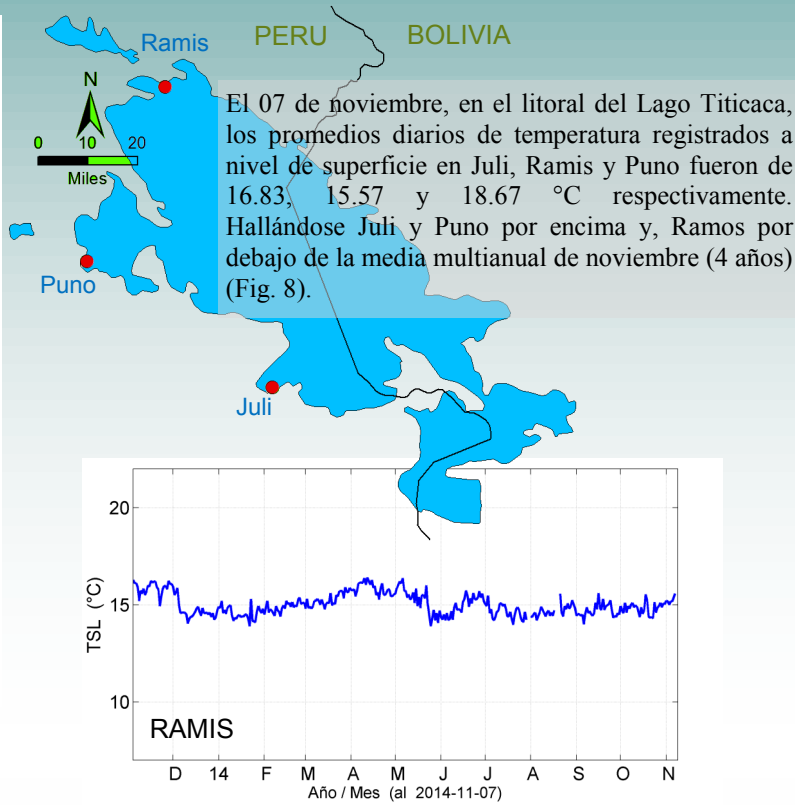 Ramis
PERU
BOLIVIA
N
0 10 20
Miles
El 07 de noviembre, en el litoral del Lago Titicaca,
los promedios diarios de temperatura registrados a
nivel de superficie en Juli, Ramis y Puno fueron de
16.83, 15.57 y 18.67 °C respectivamente.
Hallándose Juli y Puno por encima y, Ramos por
debajo de la media multianual de noviembre (4 años)
(Fig. 8).
Puno
Juli
20
15
10
TSL (°C)
RAMIS
D 14 F M A M J J A S O N
Año / Mes (al 2014-11-07)